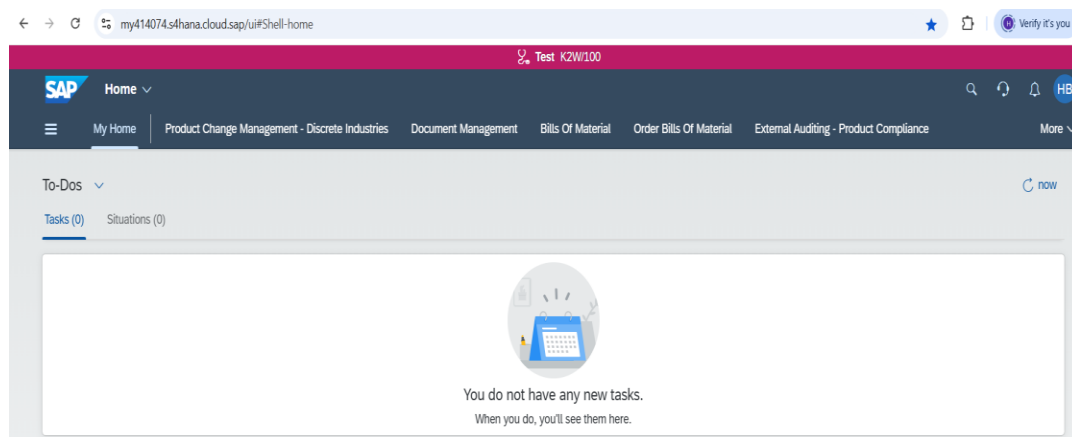 my414074.s4hana.cloud.sap/ui#Shell-home
H Verify it's you
Test K2W/100
SAP Home
HB
My Home Product Change Management - Discrete Industries Document Management Bills Of Material Order Bills Of Material External Auditing - Product Compliance More
To-Dos now
Tasks (0) Situations (0)
You do not have any new tasks.
When you do, you'll see them here.